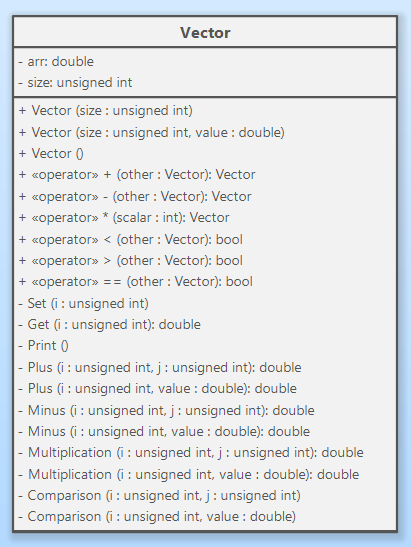 Vector
- arr: double
- size: unsigned int
+ Vector (size : unsigned int)
+ Vector (size : unsigned int, value : double)
+ Vector ()
+ «operator» + (other : Vector): Vector
+ «operator» - (other : Vector): Vector
+ «operator» * (scalar : int): Vector
+ «operator» < (other : Vector): bool
+ «operator» > (other : Vector): bool
+ «operator» == (other : Vector): bool
- Set (i : unsigned int)
- Get (i : unsigned int): double
- Print ()
- Plus (i : unsigned int, j : unsigned int): double
- Plus (i : unsigned int, value : double): double
- Minus (i : unsigned int, j : unsigned int): double
- Minus (i : unsigned int, value : double): double
- Multiplication (i : unsigned int, j : unsigned int): double
- Multiplication (i : unsigned int, value : double): double
- Comparison (i : unsigned int, j : unsigned int)
- Comparison (i : unsigned int, value : double)